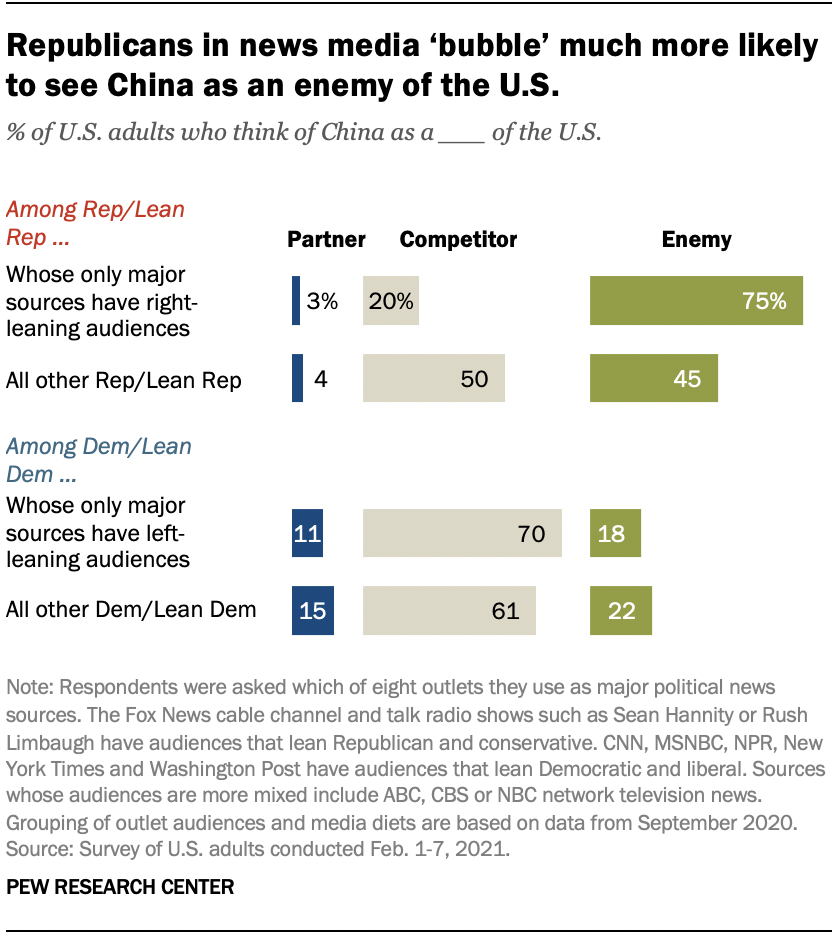 Republicans in news media ‘bubble’ much more likely
to see China as an enemy of the U.S.
% of U.S. adults who think of China as a ____ of the U.S.
Among Rep/Lean
Rep ...
Partner Competitor Enemy
Whose only major
sources have right-
leaning audiences
3% 20% 75%
All other Rep/Lean Rep 4 50 45
Among Dem/Lean
Dem ...
Whose only major
sources have left-
leaning audiences
11 70 18
All other Dem/Lean Dem 15 61 22
Note: Respondents were asked which of eight outlets they use as major political news
sources. The Fox News cable channel and talk radio shows such as Sean Hannity or Rush
Limbaugh have audiences that lean Republican and conservative. CNN, MSNBC, NPR, New
York Times and Washington Post have audiences that lean Democratic and liberal. Sources
whose audiences are more mixed include ABC, CBS or NBC network television news.
Grouping of outlet audiences and media diets are based on data from September 2020.
Source: Survey of U.S. adults conducted Feb. 1-7, 2021.
PEW RESEARCH CENTER